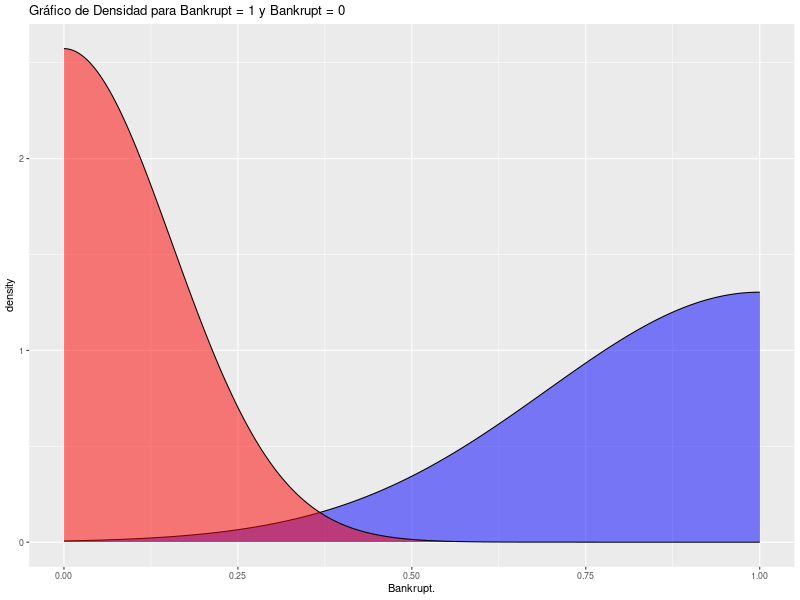 Gráfico de Densidad para Bankrupt = 1 y Bankrupt = 0
density
2
1
0
0.00 0.25 0.50 0.75 1.00
Bankrupt.